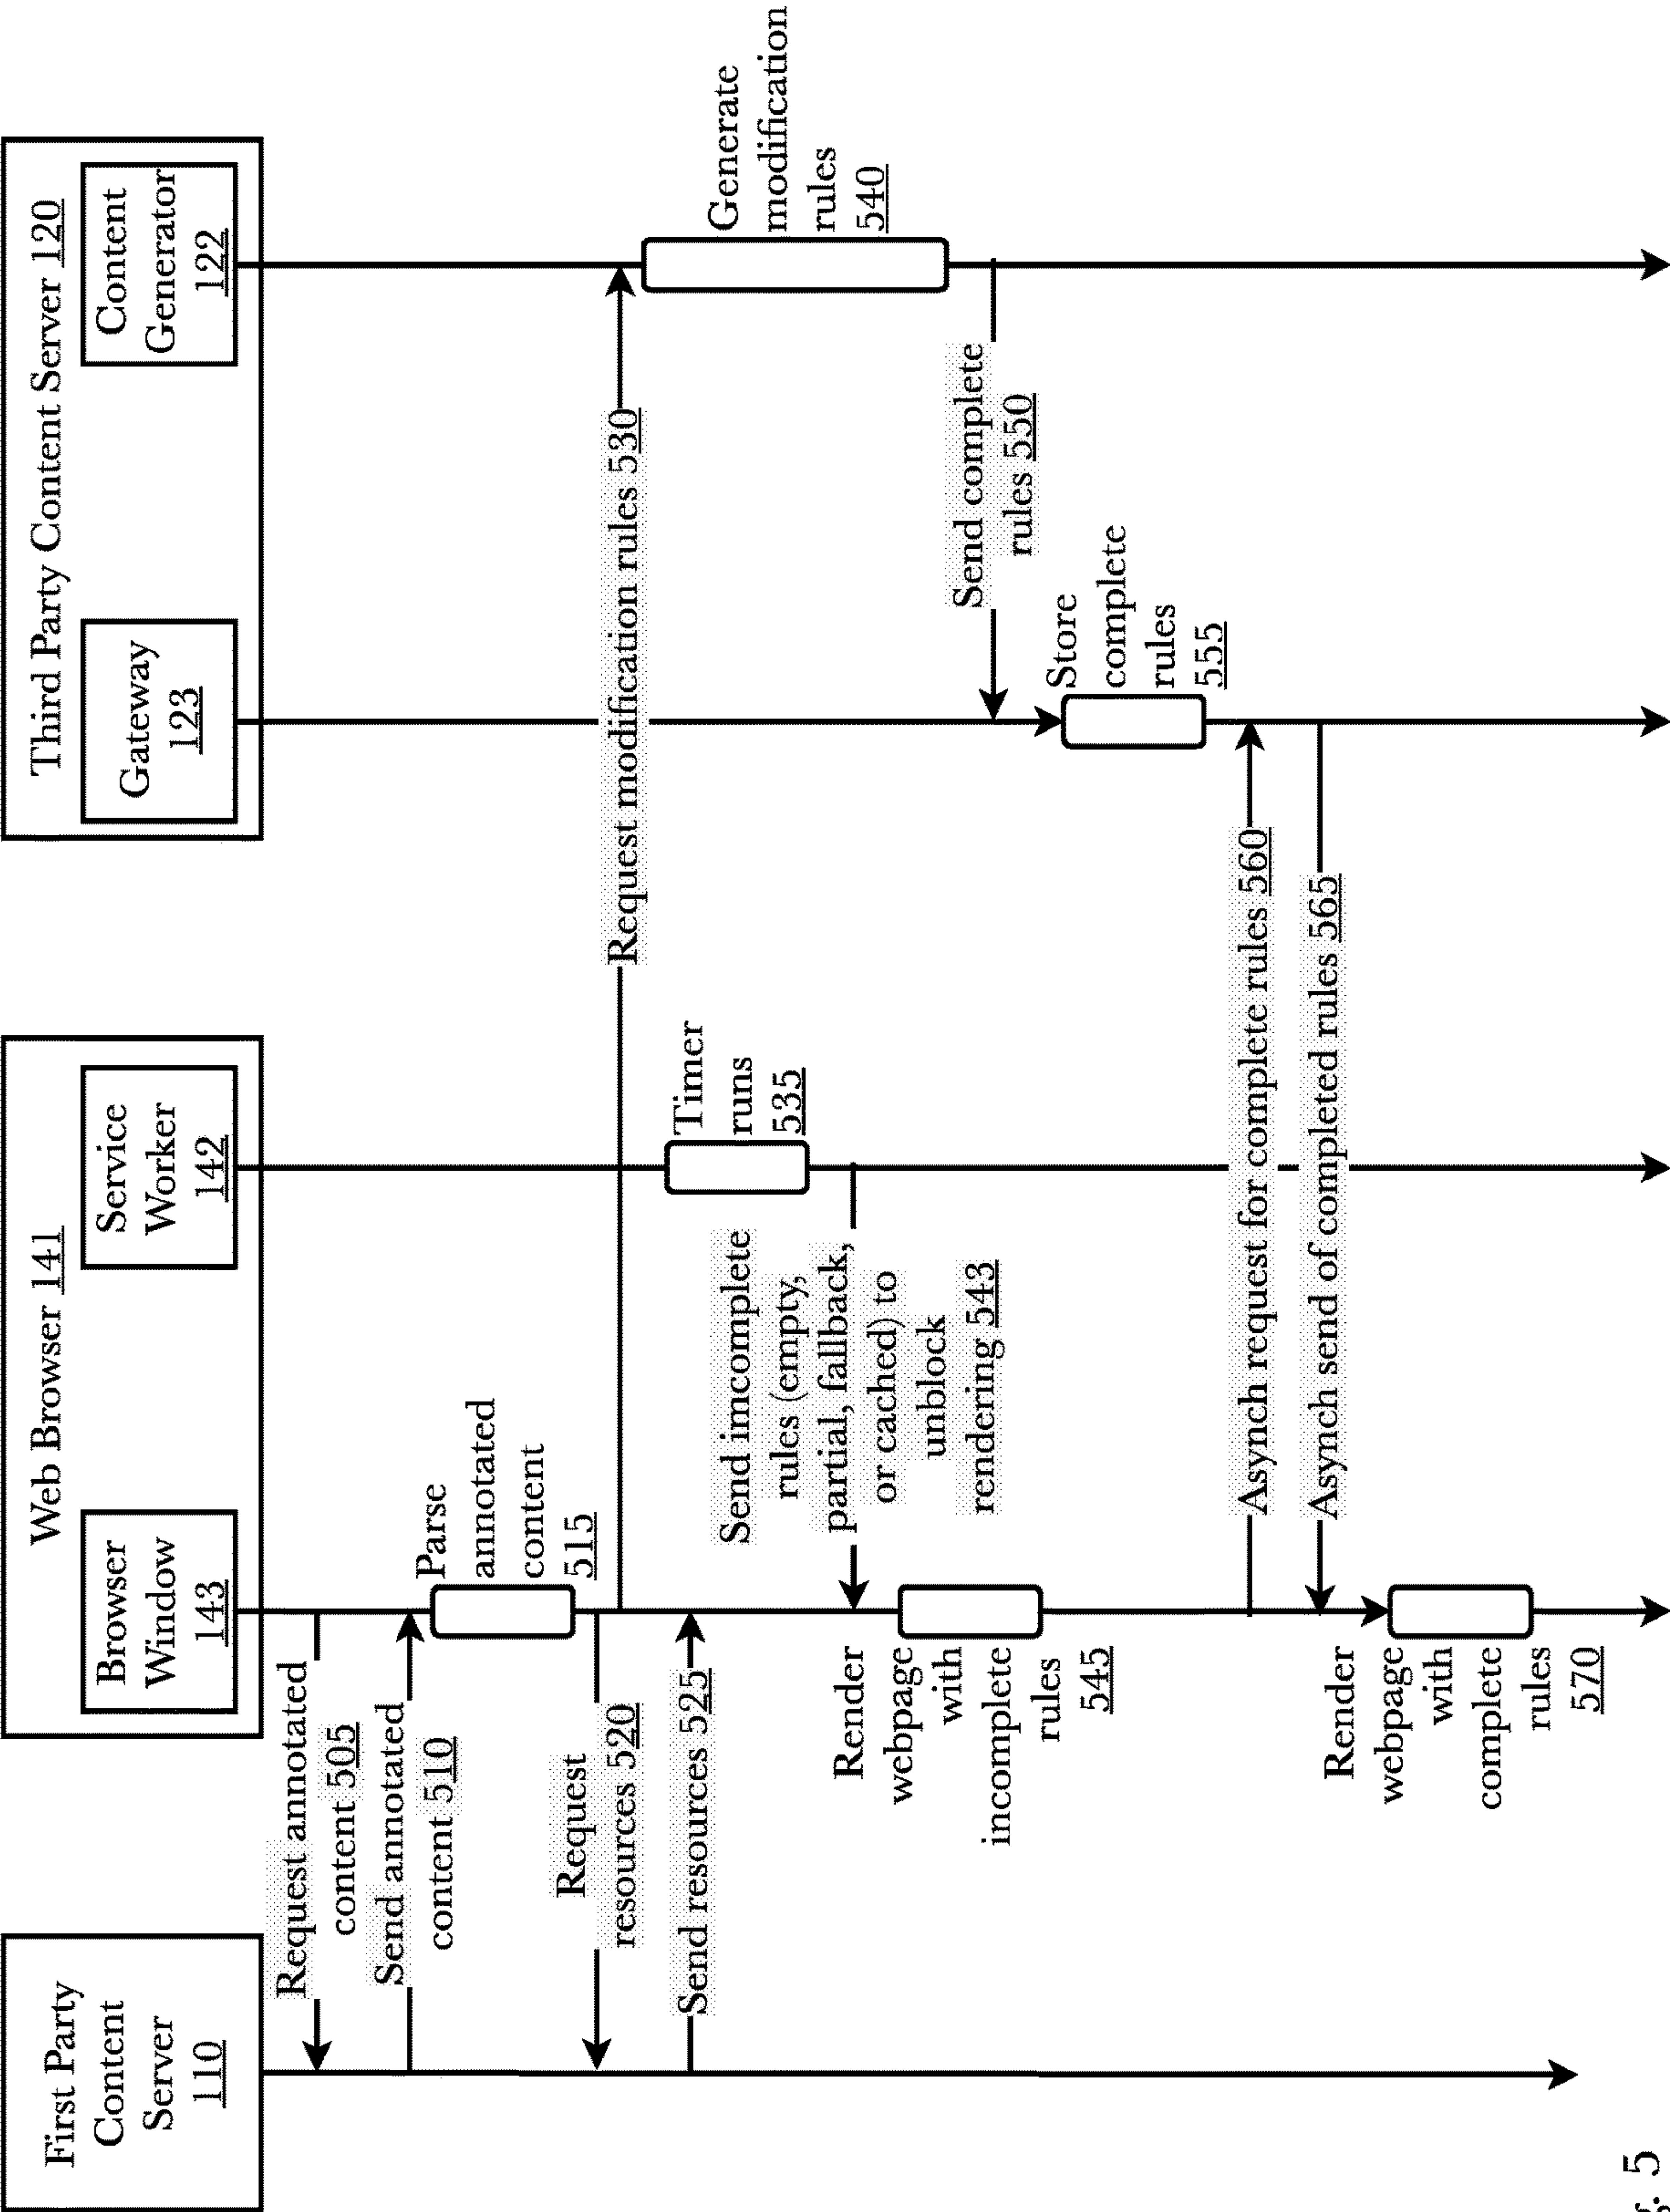 First Party
Content
Server
110
Web Browser 141
Browser
Window
143
Service
Worker
142
Third Party Content Server 120
Gateway
123
Content
Generator
122
Request annotated
content 505
Send annotated
content 510
Parse
annotated
content
515
Request
resources 520
Request modification rules 530
Send resources 525
Timer
runs
535
Generate
modification
rules
540
Send imcomplete
rules (empty,
partial, fallback,
or cached) to
unblock
rendering 543
Render
webpage
with
incomplete
rules
545
Send complete
rules 550
Store
complete
rules
555
Asynch request for complete rules 560
Asynch send of completed rules 565
Render
webpage
with
complete
rules
570
5